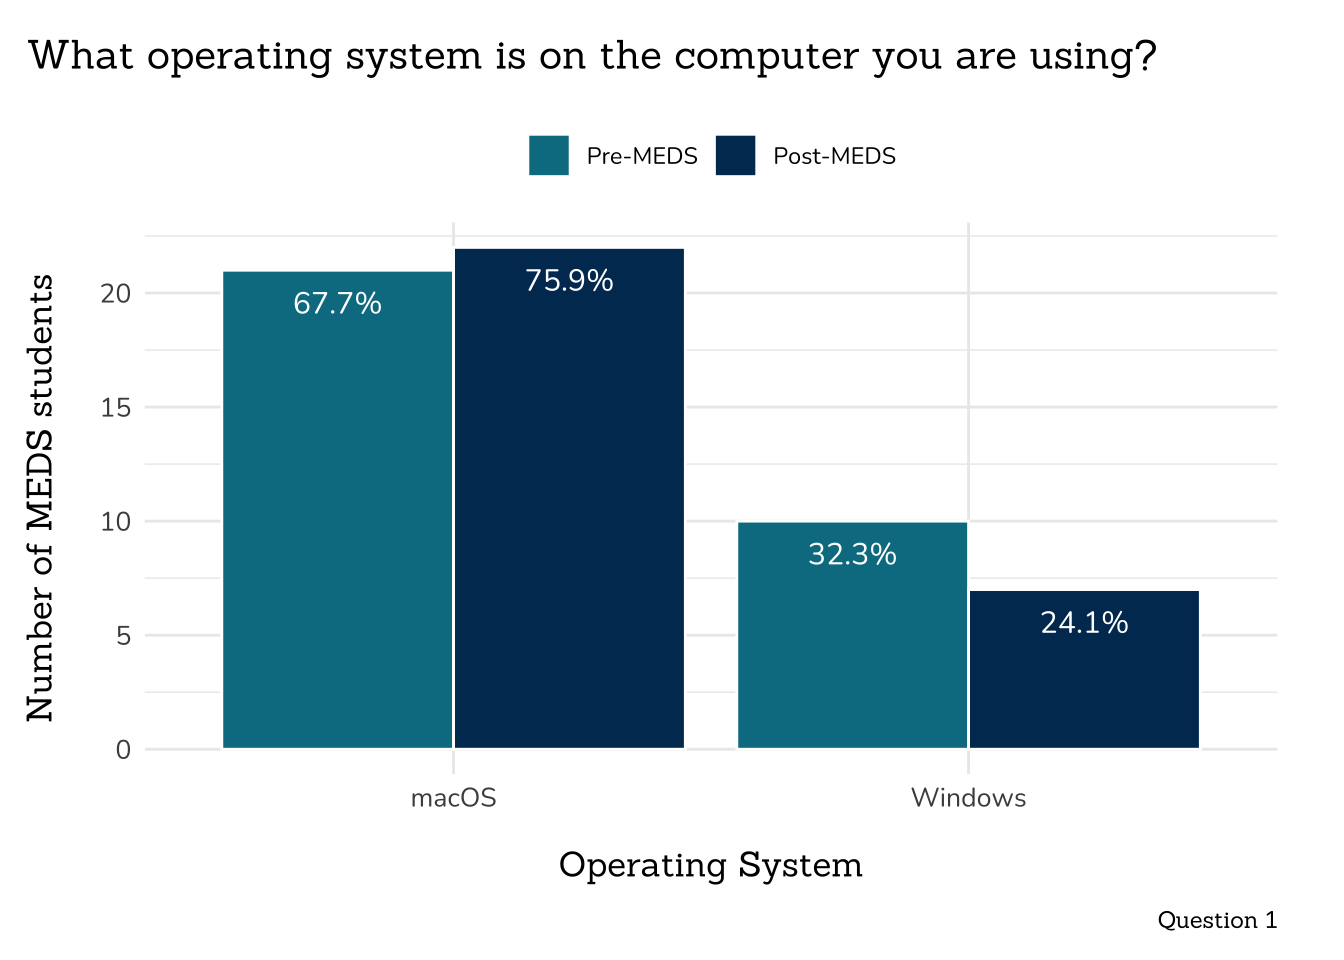 What operating system is on the computer you are using?
Pre-MEDS Post-MEDS
Number of MEDS students
20
15
10
5
0
67.7%
75.9%
32.3%
24.1%
macOS Windows
Operating System
Question 1